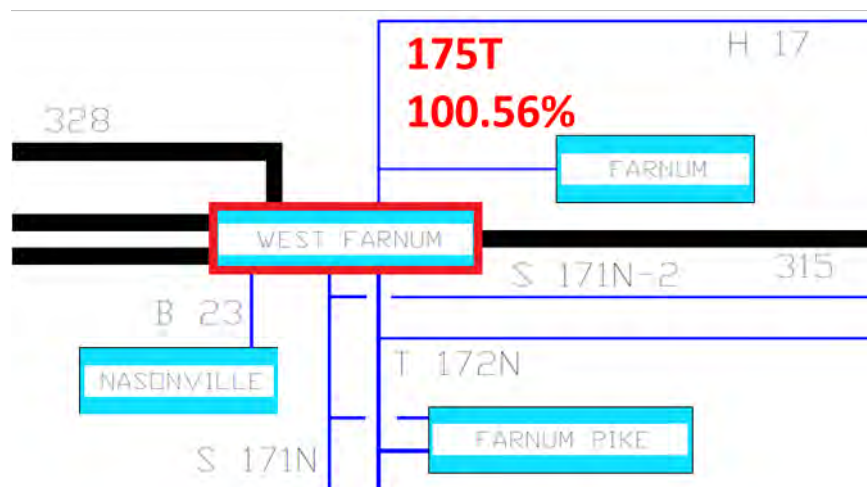 175T
H 17
100.56%
328
FARNUM
WEST FARNUM
S 171N-2
315
B 23
T 172N
NASONVILLE
FARNUM PIKE
S 171N